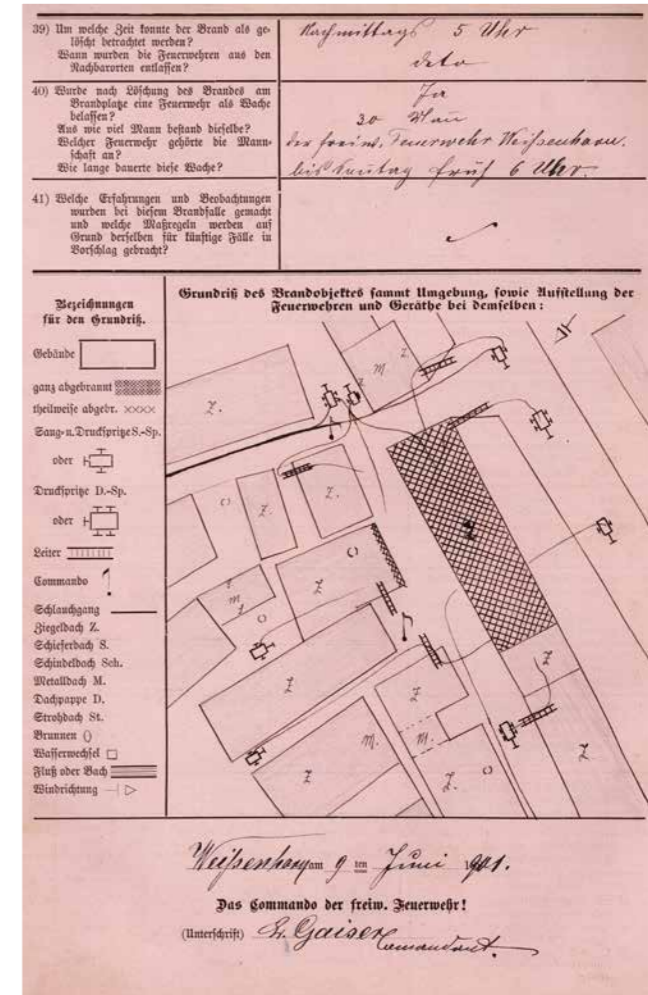 39) Um welche Zeit konnte der Brand als ge-
löscht betrachtet werden?
Wann wurden die Feuerwehren aus den
Nachbarorten entlassen?
Nachmittags 5 Uhr
deto
40) Wurde nach Löschung des Brandes am
Brandplatze eine Feuerwehr als Wache
belassen?
Aus wie viel Mann bestand dieselbe?
Welcher Feuerwehr gehörte die Mann-
schaft an?
Wie lange dauerte diese Wache?
Ja
30 Mann
der freiw. Feuerwehr Weißenhorn.
bis früh 6 Uhr.
41) Welche Erfahrungen und Beobachtungen
wurden bei diesem Brandfalle gemacht
und welche Maßregeln werden auf
Grund derselben für künftige Fälle in
Vorschlag gebracht?
Bezeichnungen
für den Grundriß.
Gebäude
ganz abgebrannt
theilweise abgebr.
Saug- u. Druckspritze S.-Sp.
oder
Druckspritze D.-Sp.
oder
Leiter
Commando
Schlauchgang
Ziegeldach Z.
Schieferdach S.
Schindeldach Sch.
Metalldach M.
Dachpappe D.
Strohdach St.
Brunnen ()
Wasserwechsel
Fluß oder Bach
Windrichtung
Grundriß des Brandobjektes sammt Umgebung, sowie Aufstellung der
Feuerwehren und Geräthe bei demselben:
M. Z.
Z.
Z.
Z.
M
Z
Z
Z
Z
M.
M.
Z
Z.
Z
Weißenhorn am 9 ten Juni 1901.
Das Commando der freiw. Feuerwehr!
(Unterschrift) Gaiser